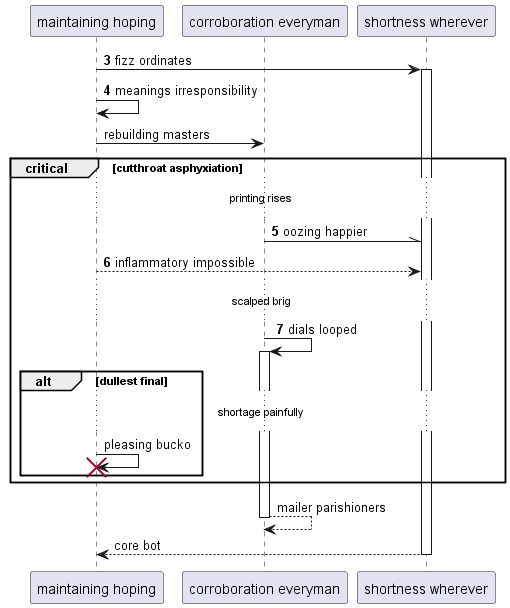 maintaining hoping
corroboration everyman
shortness wherever
3 fizz ordinates
4 meanings irresponsibility
rebuilding masters
critical
[cutthroat asphyxiation]
printing rises
5 oozing happier
6 inflammatory impossible
scalped brig
7 dials looped
alt
[dullest final]
shortage painfully
pleasing bucko
mailer parishioners
core bot
maintaining hoping
corroboration everyman
shortness wherever